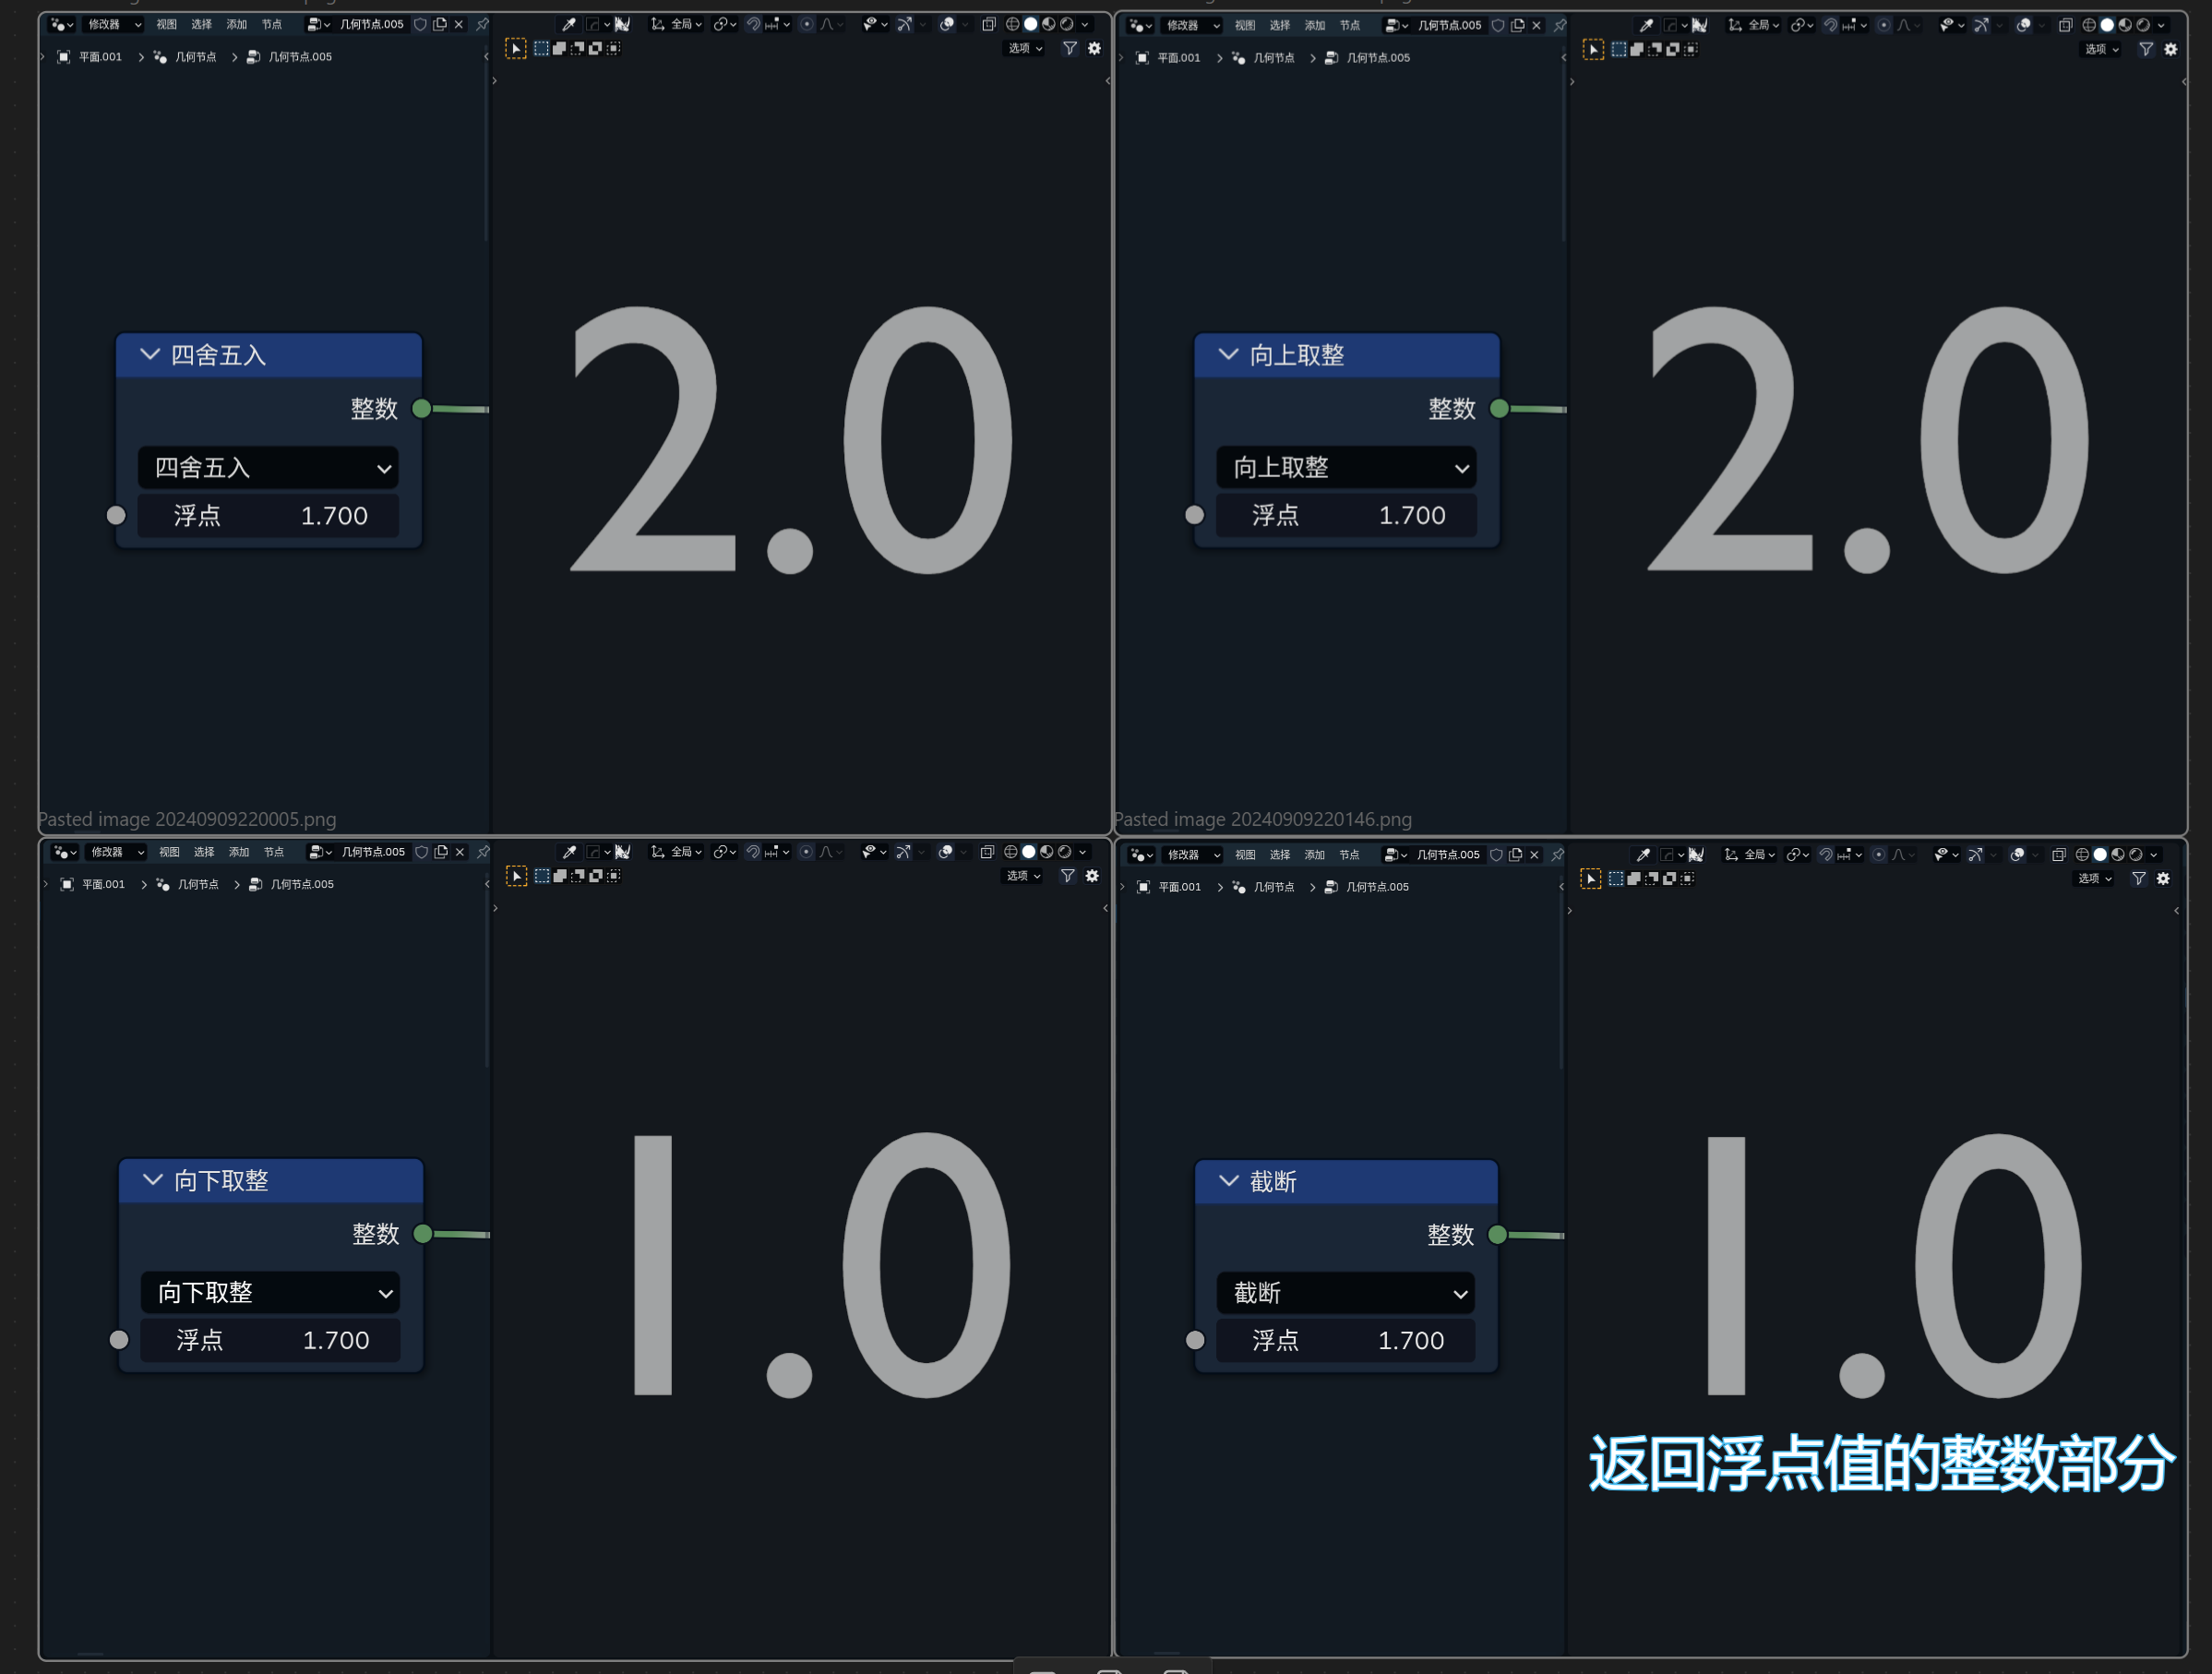 修改器 视图 选择 添加 节点 几何节点.005 全局
选项
平面.001 几何节点 几何节点.005
四舍五入
整数
四舍五入
浮点 1.700
2.0
Pasted image 20240909220005.png
修改器 视图 选择 添加 节点 几何节点.005 全局
选项
平面.001 几何节点 几何节点.005
向上取整
整数
向上取整
浮点 1.700
2.0
Pasted image 20240909220146.png
修改器 视图 选择 添加 节点 几何节点.005 全局
选项
平面.001 几何节点 几何节点.005
向下取整
整数
向下取整
浮点 1.700
1.0
修改器 视图 选择 添加 节点 几何节点.005 全局
选项
平面.001 几何节点 几何节点.005
截断
整数
截断
浮点 1.700
1.0
返回浮点值的整数部分